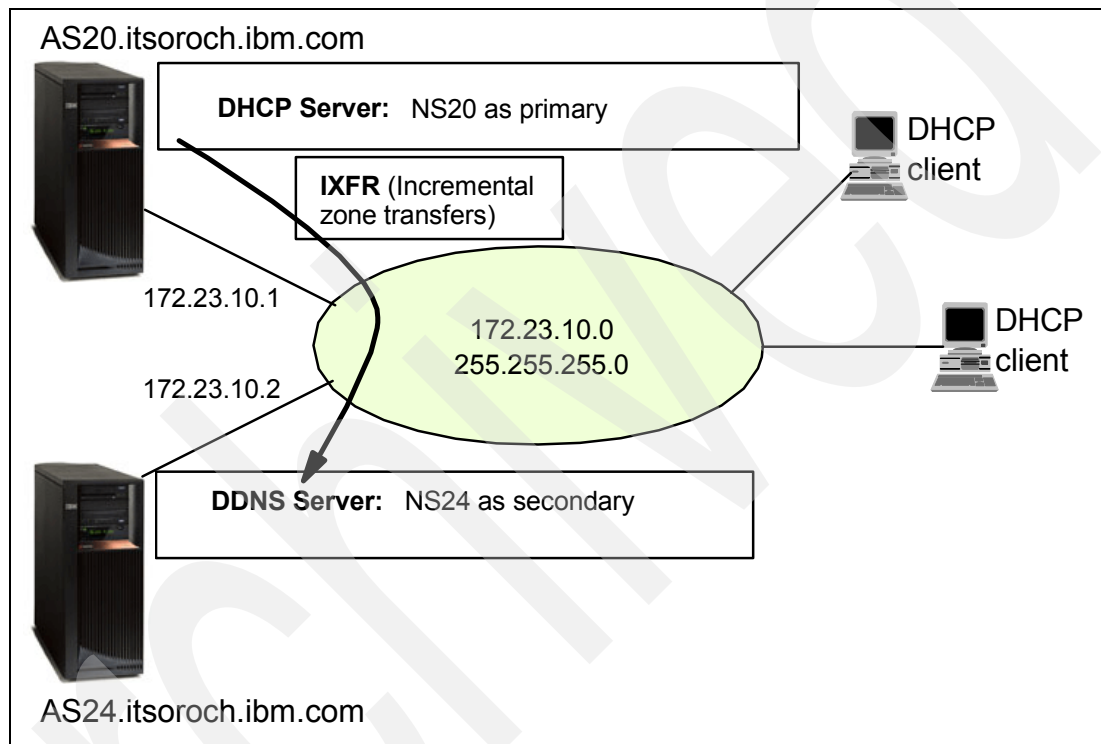 AS20.itsoroch.ibm.com
DHCP Server: NS20 as primary
IXFR (Incremental
zone transfers)
DHCP
client
172.23.10.1
172.23.10.0
255.255.255.0
DHCP
client
172.23.10.2
DDNS Server: NS24 as secondary
AS24.itsoroch.ibm.com